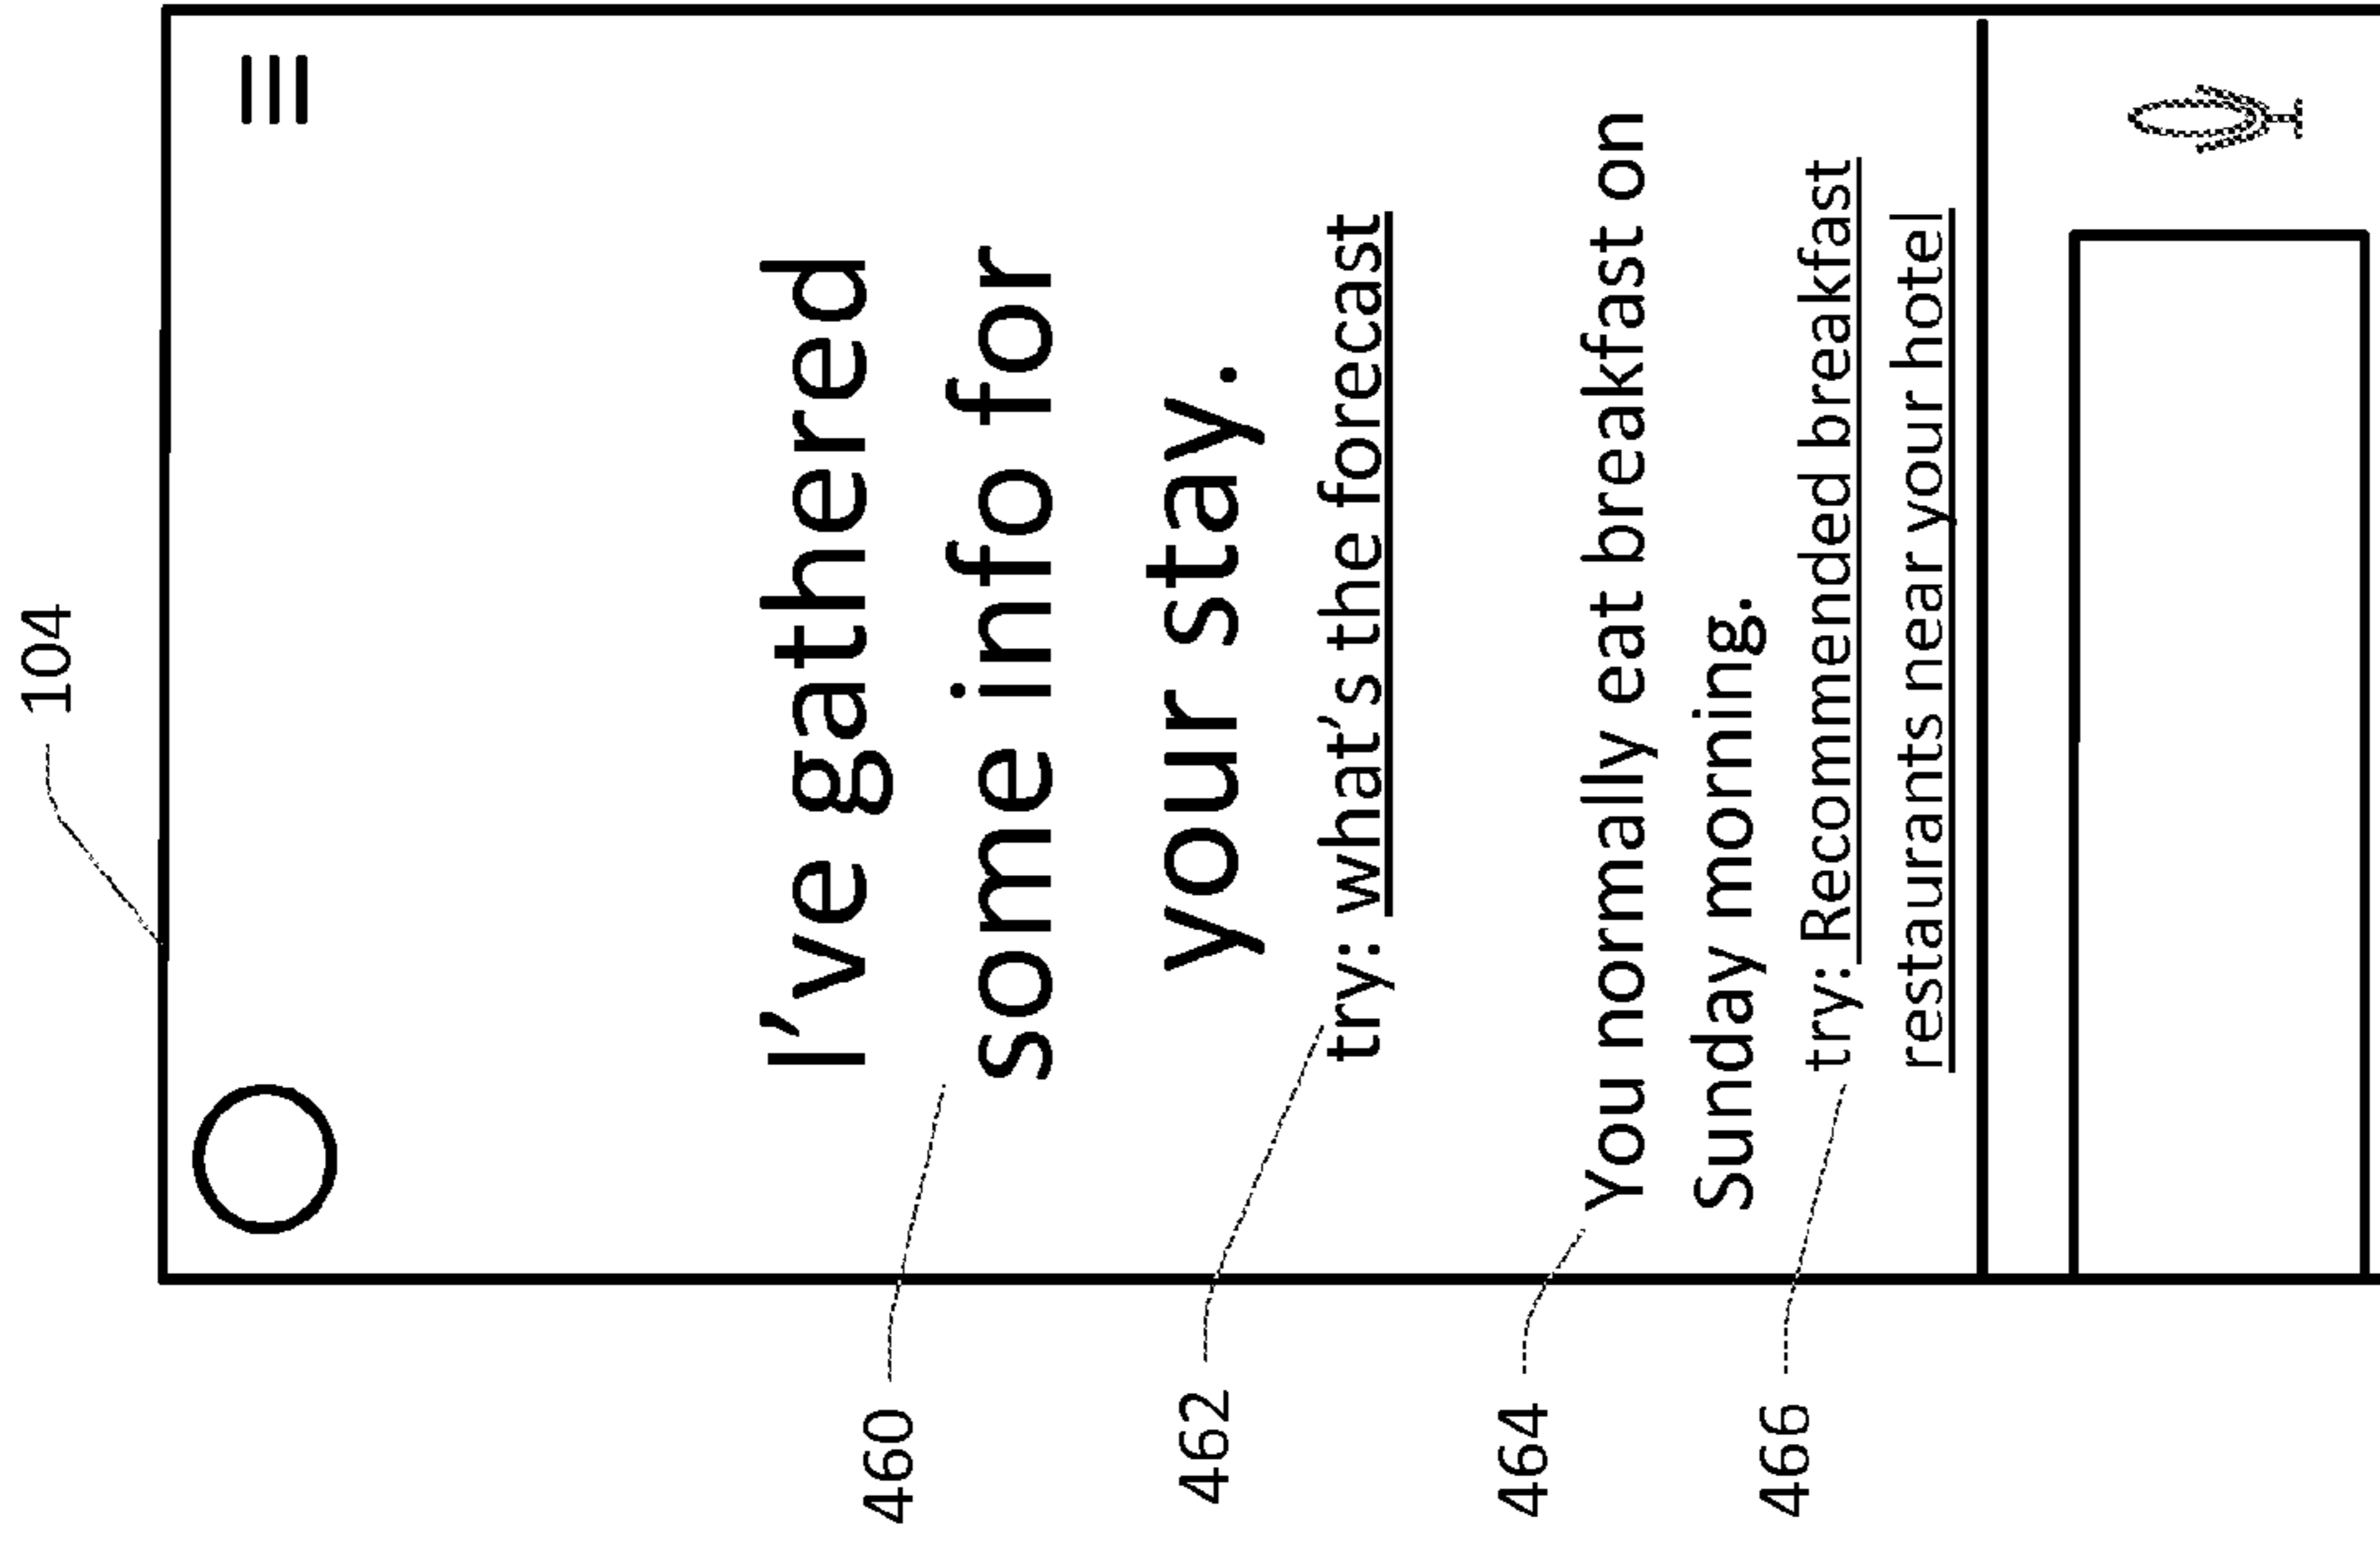 104
I've gathered
some info for
your stay.
try: what's the forecast
You normally eat breakfast on
Sunday morning.
try: Recommended breakfast
restaurants near your hotel
460
462
464
466